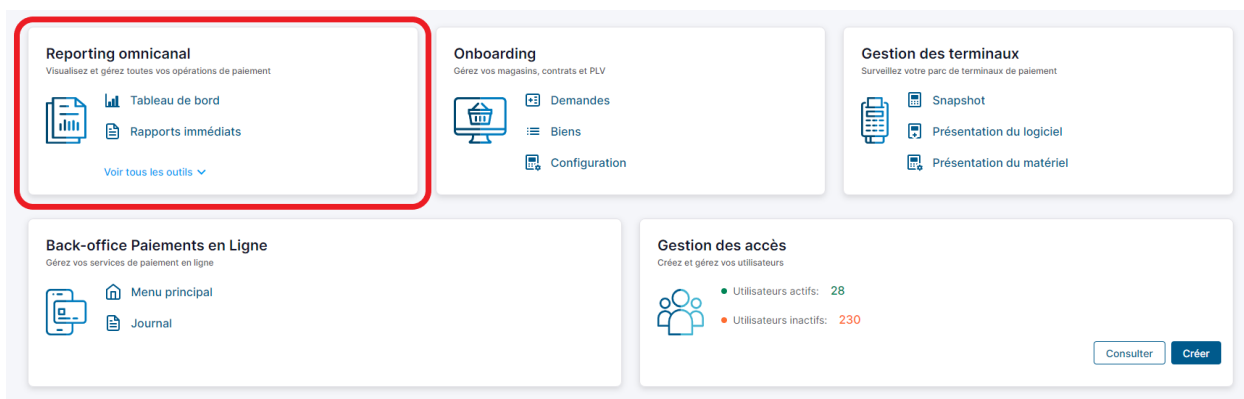 Reporting omnicanal
Visualisez et gérez toutes vos opérations de paiement
Tableau de bord
Rapports immédiats
Voir tous les outils
Onboarding
Gérez vos magasins, contrats et PLV
Demandes
Biens
Configuration
Gestion des terminaux
Surveillez votre parc de terminaux de paiement
Snapshot
Présentation du logiciel
Présentation du matériel
Back-office Paiements en Ligne
Gérez vos services de paiement en ligne
Menu principal
Journal
Gestion des accès
Créez et gérez vos utilisateurs
Utilisateurs actifs: 28
Utilisateurs inactifs: 230
Consulter
Créer